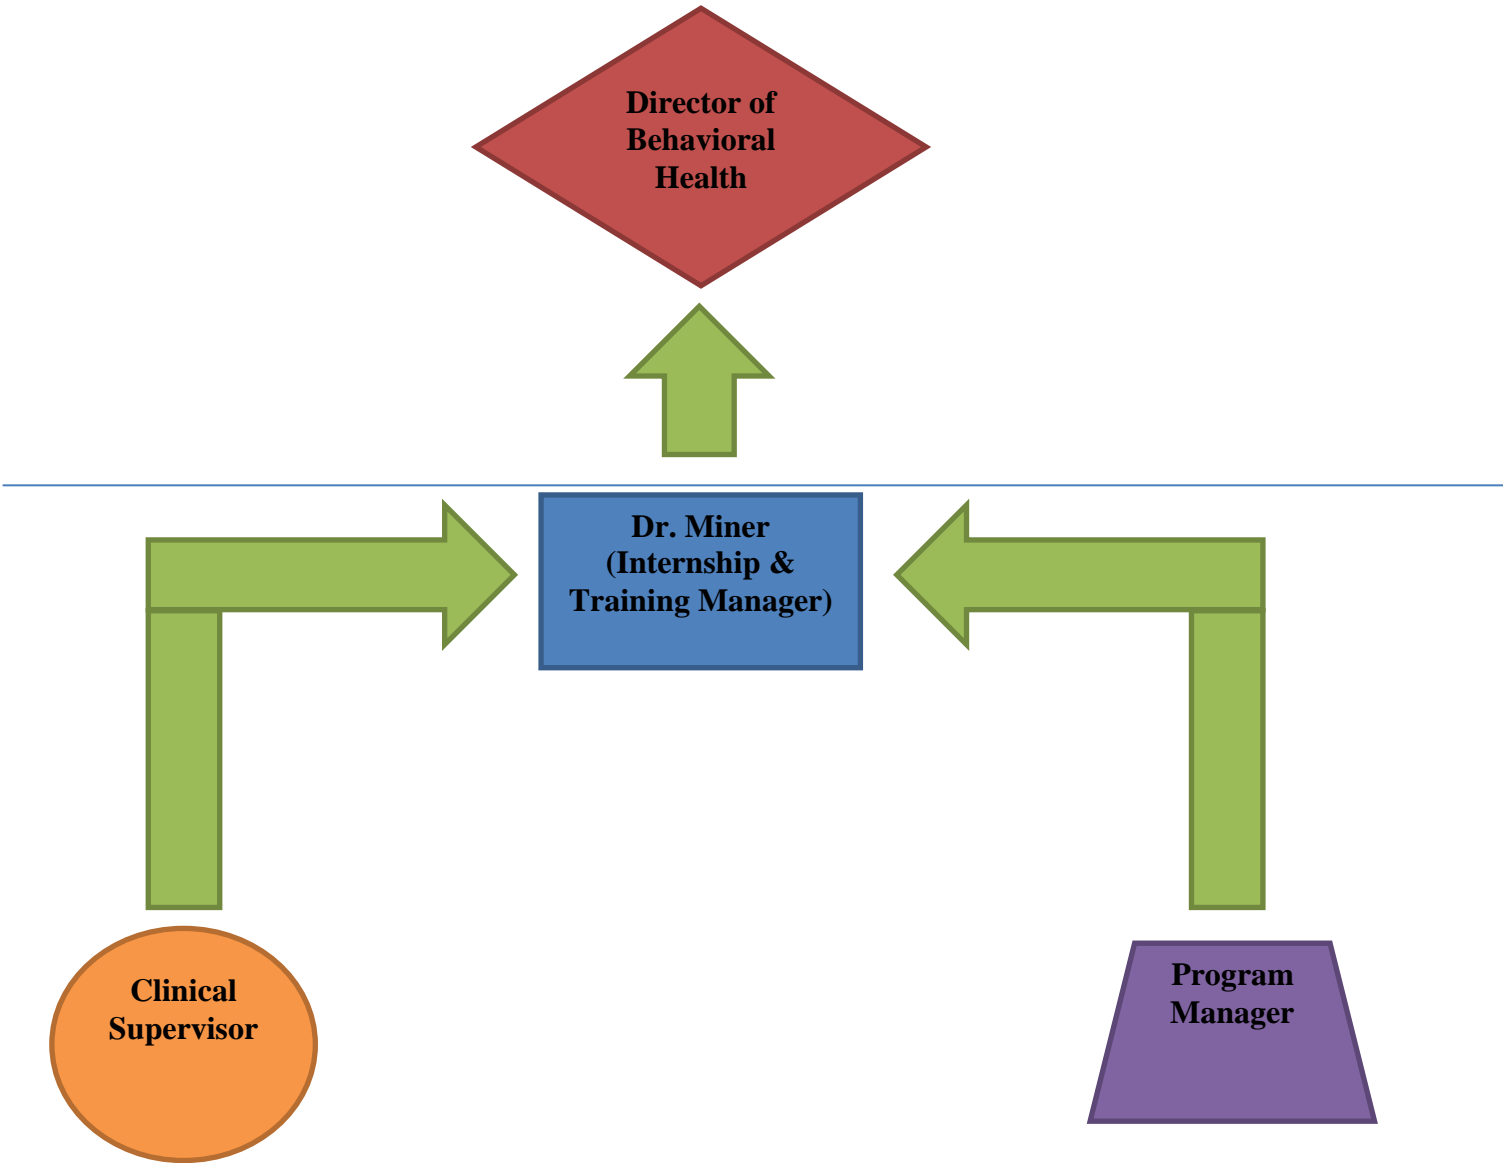 Director of
Behavioral
Health
Dr. Miner
(Internship &
Training Manager)
Clinical
Supervisor
Program
Manager